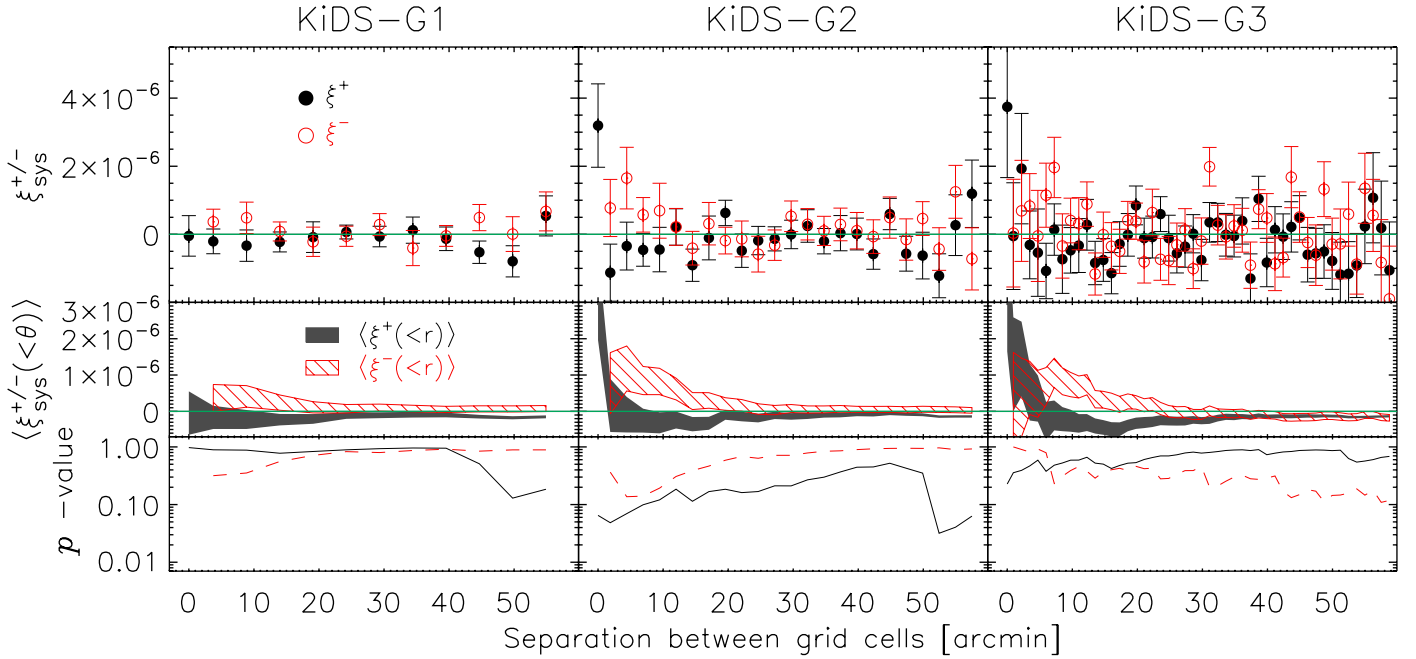 KiDS-G1 KiDS-G2 KiDS-G3
ξ⁺
ξ⁻
4×10⁻⁶
2×10⁻⁶
0
ξ⁺/⁻sys
⟨ξ⁺(<r)⟩
⟨ξ⁻(<r)⟩
3×10⁻⁶
2×10⁻⁶
1×10⁻⁶
0
⟨ξ⁺/⁻sys(<θ)⟩
1.00
0.10
0.01
p -value
0 10 20 30 40 50 0 10 20 30 40 50 0 10 20 30 40 50
Separation between grid cells [arcmin]